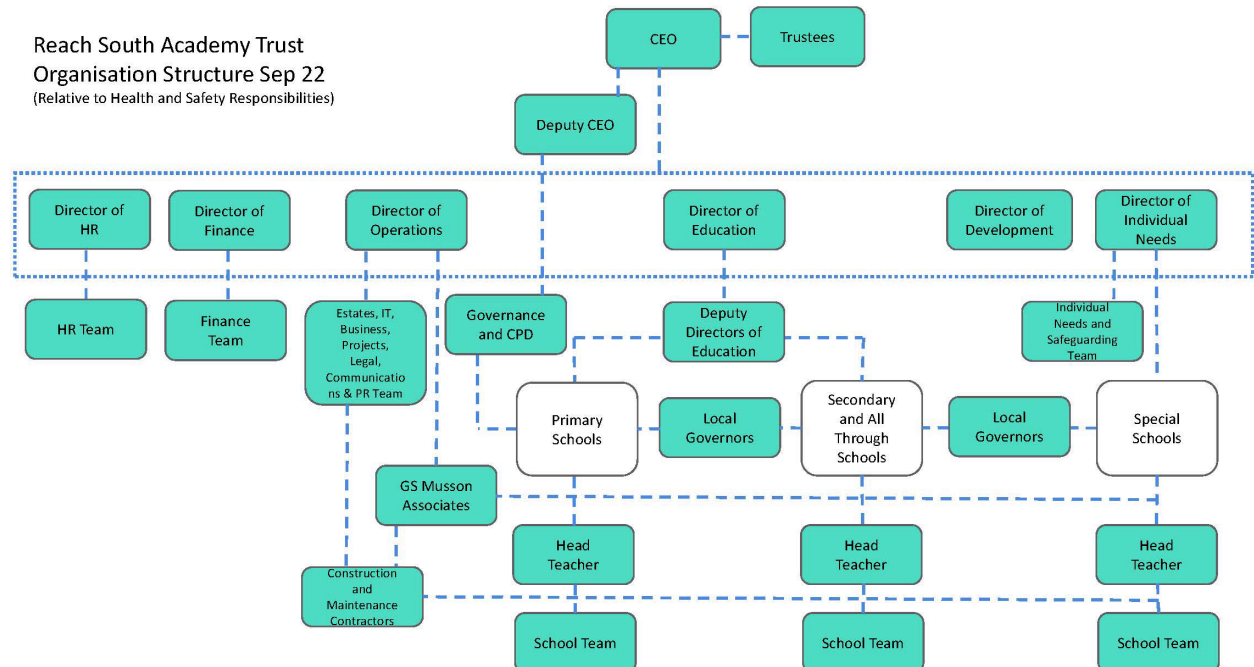 Reach South Academy Trust
Organisation Structure Sep 22
(Relative to Health and Safety Responsibilities)
CEO
Trustees
Deputy CEO
Director of
HR
Director of
Finance
Director of
Operations
Director of
Education
Director of
Development
Director of
Individual
Needs
HR Team
Finance
Team
Estates, IT,
Business,
Projects,
Legal,
Communicatio
ns & PR Team
Governance
and CPD
Deputy
Directors of
Education
Individual
Needs and
Safeguarding
Team
Primary
Schools
Local
Governors
Secondary
and All
Through
Schools
Local
Governors
Special
Schools
GS Musson
Associates
Head
Teacher
Head
Teacher
Head
Teacher
Construction
and
Maintenance
Contractors
School Team
School Team
School Team